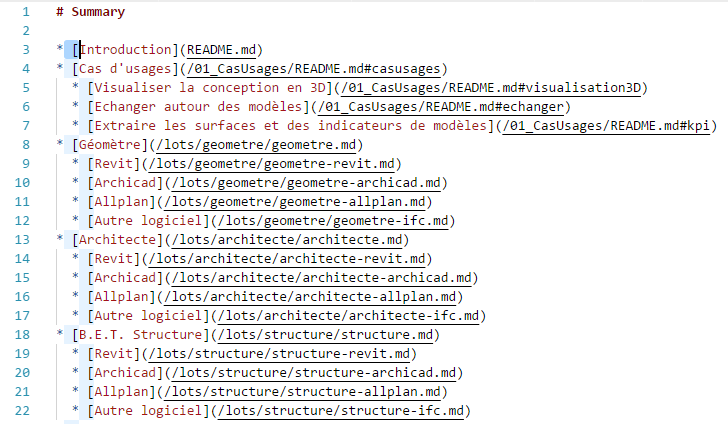 1 # Summary
2
3 * [Introduction](README.md)
4 * [Cas d'usages](/01_CasUsages/README.md#casusages)
5   * [Visualiser la conception en 3D](/01_CasUsages/README.md#visualisation3D)
6   * [Echanger autour des modèles](/01_CasUsages/README.md#echanger)
7   * [Extraire les surfaces et des indicateurs de modèles](/01_CasUsages/README.md#kpi)
8 * [Géomètre](/lots/geometre/geometre.md)
9   * [Revit](/lots/geometre/geometre-revit.md)
10   * [Archicad](/lots/geometre/geometre-archicad.md)
11   * [Allplan](/lots/geometre/geometre-allplan.md)
12   * [Autre logiciel](/lots/geometre/geometre-ifc.md)
13 * [Architecte](/lots/architecte/architecte.md)
14   * [Revit](/lots/architecte/architecte-revit.md)
15   * [Archicad](/lots/architecte/architecte-archicad.md)
16   * [Allplan](/lots/architecte/architecte-allplan.md)
17   * [Autre logiciel](/lots/architecte/architecte-ifc.md)
18 * [B.E.T. Structure](/lots/structure/structure.md)
19   * [Revit](/lots/structure/structure-revit.md)
20   * [Archicad](/lots/structure/structure-archicad.md)
21   * [Allplan](/lots/structure/structure-allplan.md)
22   * [Autre logiciel](/lots/structure/structure-ifc.md)